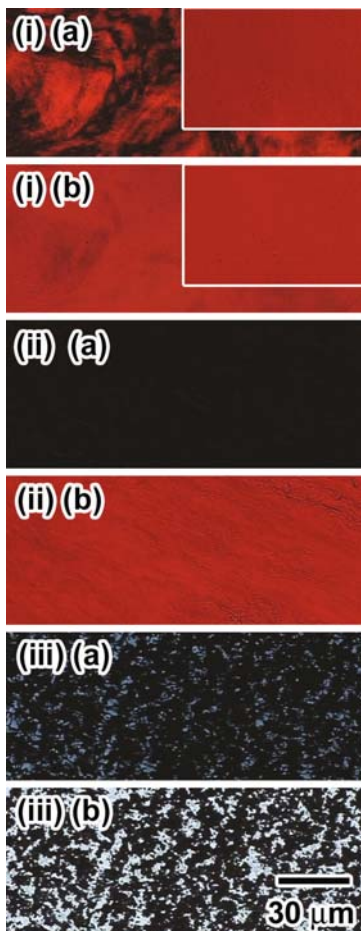 (i) (a)
(i) (b)
(ii) (a)
(ii) (b)
(iii) (a)
(iii) (b)
30 μm